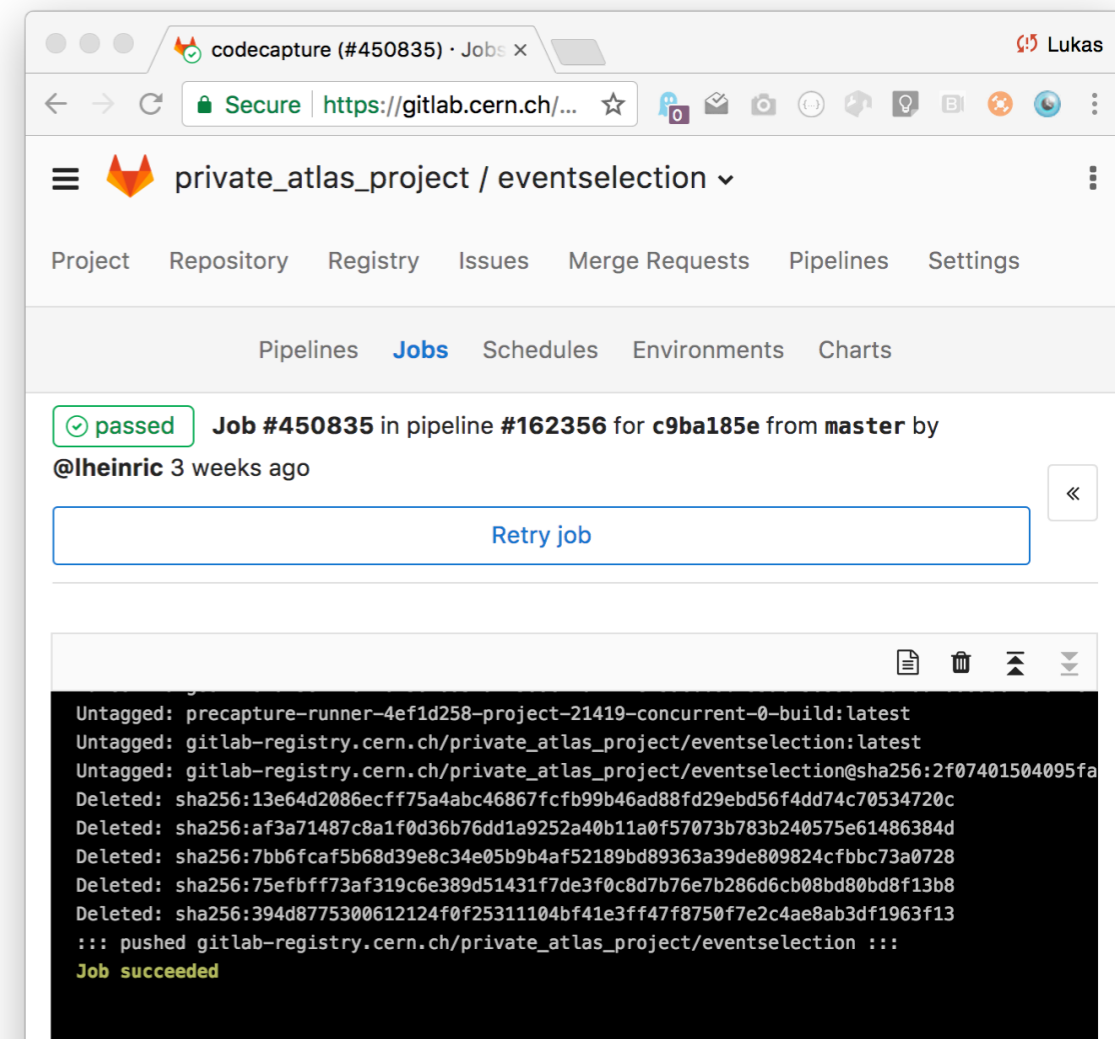 codecapture (#450835) · Jobs
Lukas
Secure https://gitlab.cern.ch/...
0
private_atlas_project / eventselection
Project Repository Registry Issues Merge Requests Pipelines Settings
Pipelines Jobs Schedules Environments Charts
passed Job #450835 in pipeline #162356 for c9ba185e from master by
@lheinric 3 weeks ago
«
Retry job
Untagged: precapture-runner-4ef1d258-project-21419-concurrent-0-build:latest
Untagged: gitlab-registry.cern.ch/private_atlas_project/eventselection:latest
Untagged: gitlab-registry.cern.ch/private_atlas_project/eventselection@sha256:2f07401504095fa
Deleted: sha256:13e64d2086ecff75a4abc46867fcfb99b46ad88fd29ebd56f4dd74c70534720c
Deleted: sha256:af3a71487c8a1f0d36b76dd1a9252a40b11a0f57073b783b240575e61486384d
Deleted: sha256:7bb6fcaf5b68d39e8c34e05b9b4af52189bd89363a39de809824cfbbc73a0728
Deleted: sha256:75efbff73af319c6e389d51431f7de3f0c8d7b76e7b286d6cb08bd80bd8f13b8
Deleted: sha256:394d8775300612124f0f25311104bf41e3ff47f8750f7e2c4ae8ab3df1963f13
::: pushed gitlab-registry.cern.ch/private_atlas_project/eventselection :::
Job succeeded